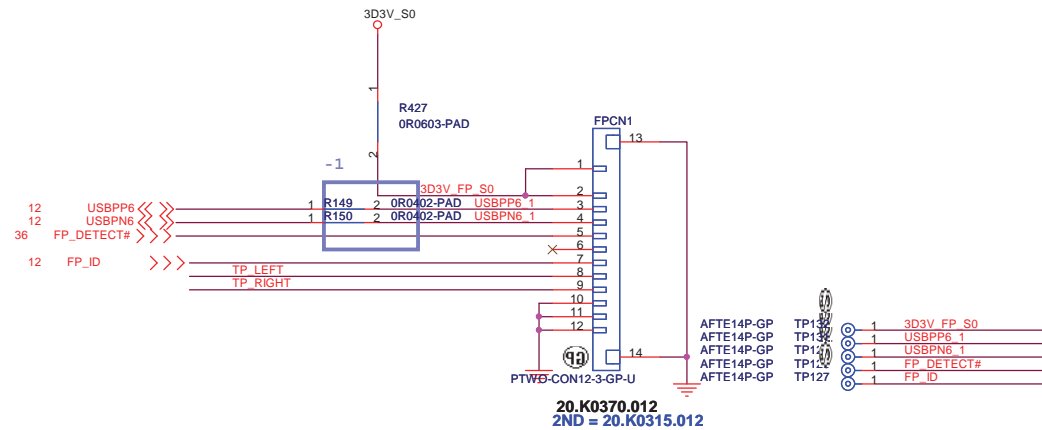 3D3V_S0
1
R427
0R0603-PAD
2
-1
FPCN1
13
1
3D3V_FP_S0 2
12 USBPP6 1 R149 2 0R0402-PAD USBPP6_1 3
12 USBPN6 1 R150 2 0R0402-PAD USBPN6_1 4
36 FP_DETECT# 5
6
12 FP_ID 7
TP_LEFT 8
TP_RIGHT 9
10
11
12
14
GP
PTWO-CON12-3-GP-U
20.K0370.012
2ND = 20.K0315.012
AFTE14P-GP 1 3D3V_FP_S0
AFTE14P-GP 1 USBPP6_1
AFTE14P-GP 1 USBPN6_1
AFTE14P-GP 1 FP_DETECT#
AFTE14P-GP TP127 1 FP_ID